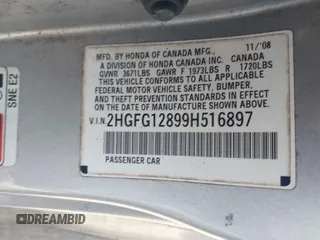 MFD. BY HONDA OF CANADA MFG., 11/'08
A DIVISION OF HONDA CANADA INC. CANADA
GVWR 3671LBS GAWR F 1973LBS R 1720LBS
THIS VEHICLE CONFORMS TO ALL APPLICABLE
FEDERAL MOTOR VEHICLE SAFETY, BUMPER,
AND THEFT PREVENTION STANDARDS IN EFFECT ON
THE DATE OF MANUFACTURE SHOWN ABOVE.
V.I.N. 2HGFG12899H516897
PASSENGER CAR
SNE E2
© DREAMBID